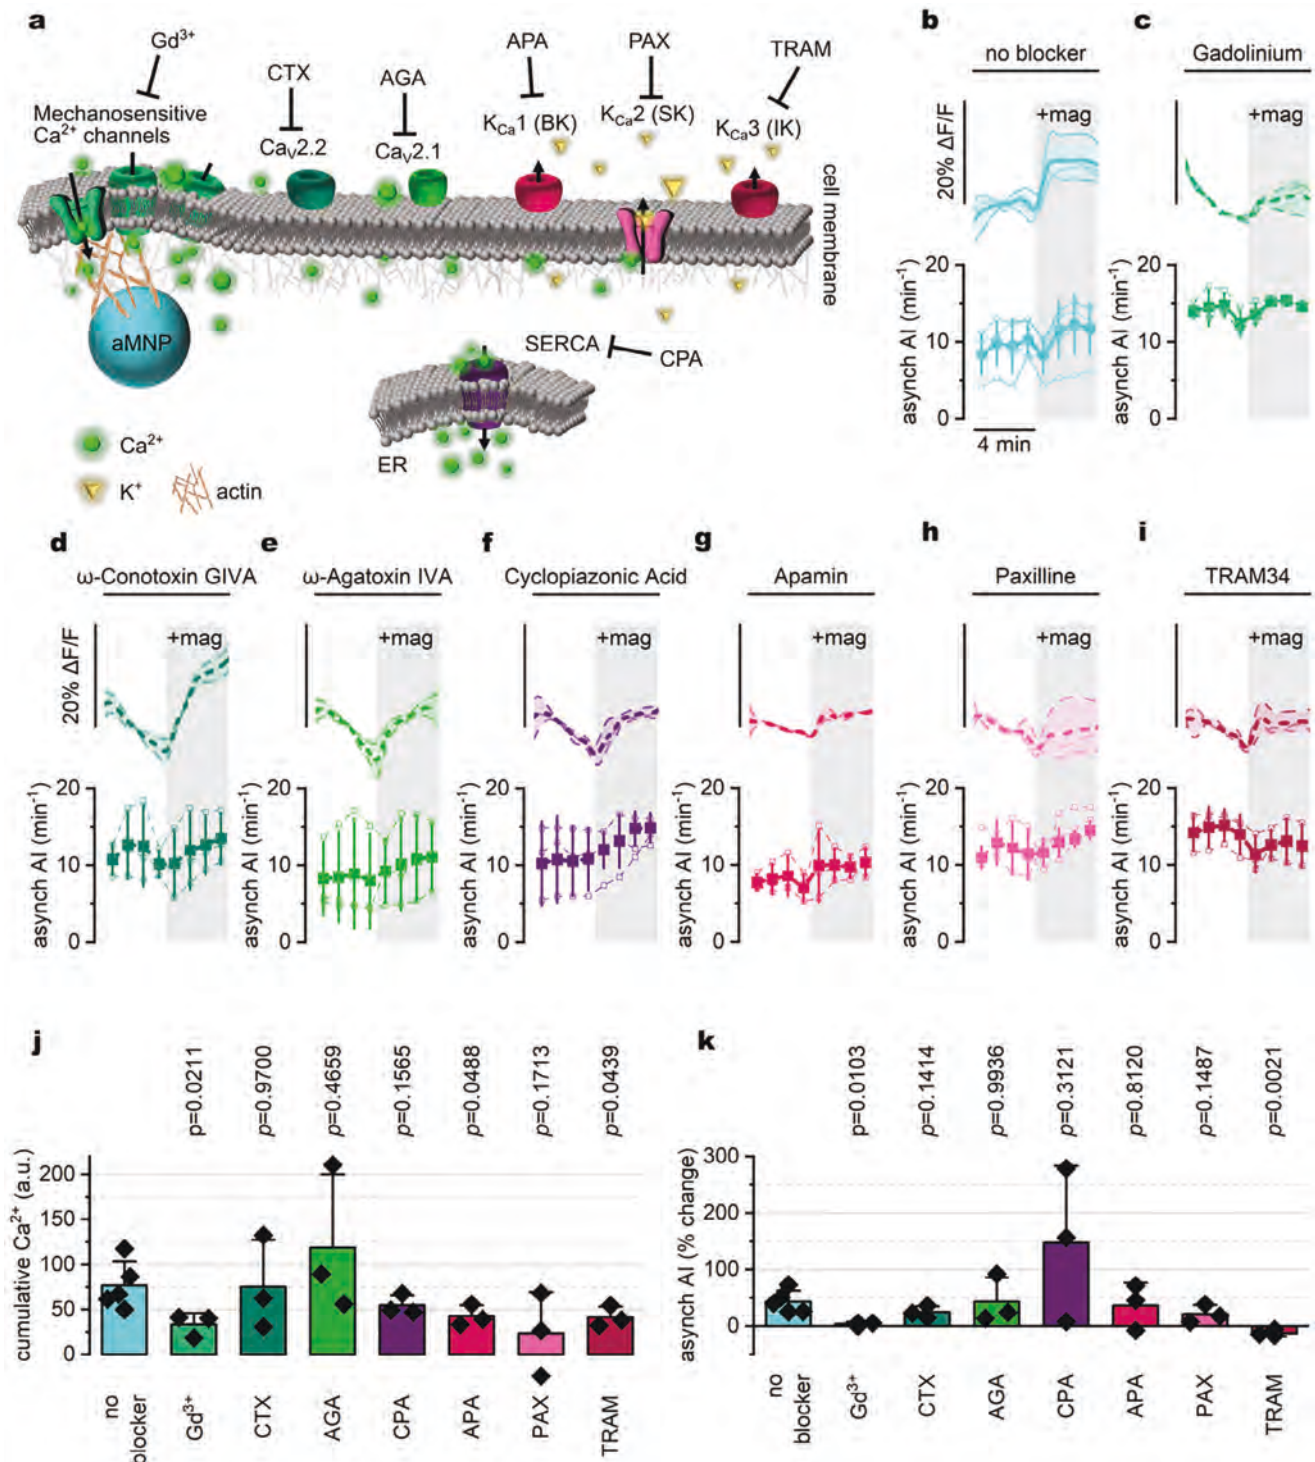 a
Gd³⁺
Mechanosensitive
Ca²⁺ channels
CTX
Caᵥ2.2
AGA
Caᵥ2.1
APA
K_Ca1 (BK)
PAX
K_Ca2 (SK)
TRAM
K_Ca3 (IK)
cell membrane
aMNP
SERCA
CPA
ER
Ca²⁺
K⁺
actin
b
no blocker
+mag
20% ΔF/F
asynch AI (min⁻¹)
20
10
0
4 min
c
Gadolinium
+mag
20% ΔF/F
asynch AI (min⁻¹)
20
10
0
d
ω-Conotoxin GIVA
+mag
20% ΔF/F
asynch AI (min⁻¹)
20
10
0
e
ω-Agatoxin IVA
+mag
asynch AI (min⁻¹)
20
10
0
f
Cyclopiazonic Acid
+mag
asynch AI (min⁻¹)
20
10
0
g
Apamin
+mag
asynch AI (min⁻¹)
20
10
0
h
Paxilline
+mag
asynch AI (min⁻¹)
20
10
0
i
TRAM34
+mag
asynch AI (min⁻¹)
20
10
0
j
p=0.0211
p=0.9700
p=0.4659
p=0.1565
p=0.0488
p=0.1713
p=0.0439
cumulative Ca²⁺ (a.u.)
200
150
100
50
0
no blocker
Gd³⁺
CTX
AGA
CPA
APA
PAX
TRAM
k
p=0.0103
p=0.1414
p=0.9936
p=0.3121
p=0.8120
p=0.1487
p=0.0021
asynch AI (% change)
300
200
150
100
50
0
no blocker
Gd³⁺
CTX
AGA
CPA
APA
PAX
TRAM